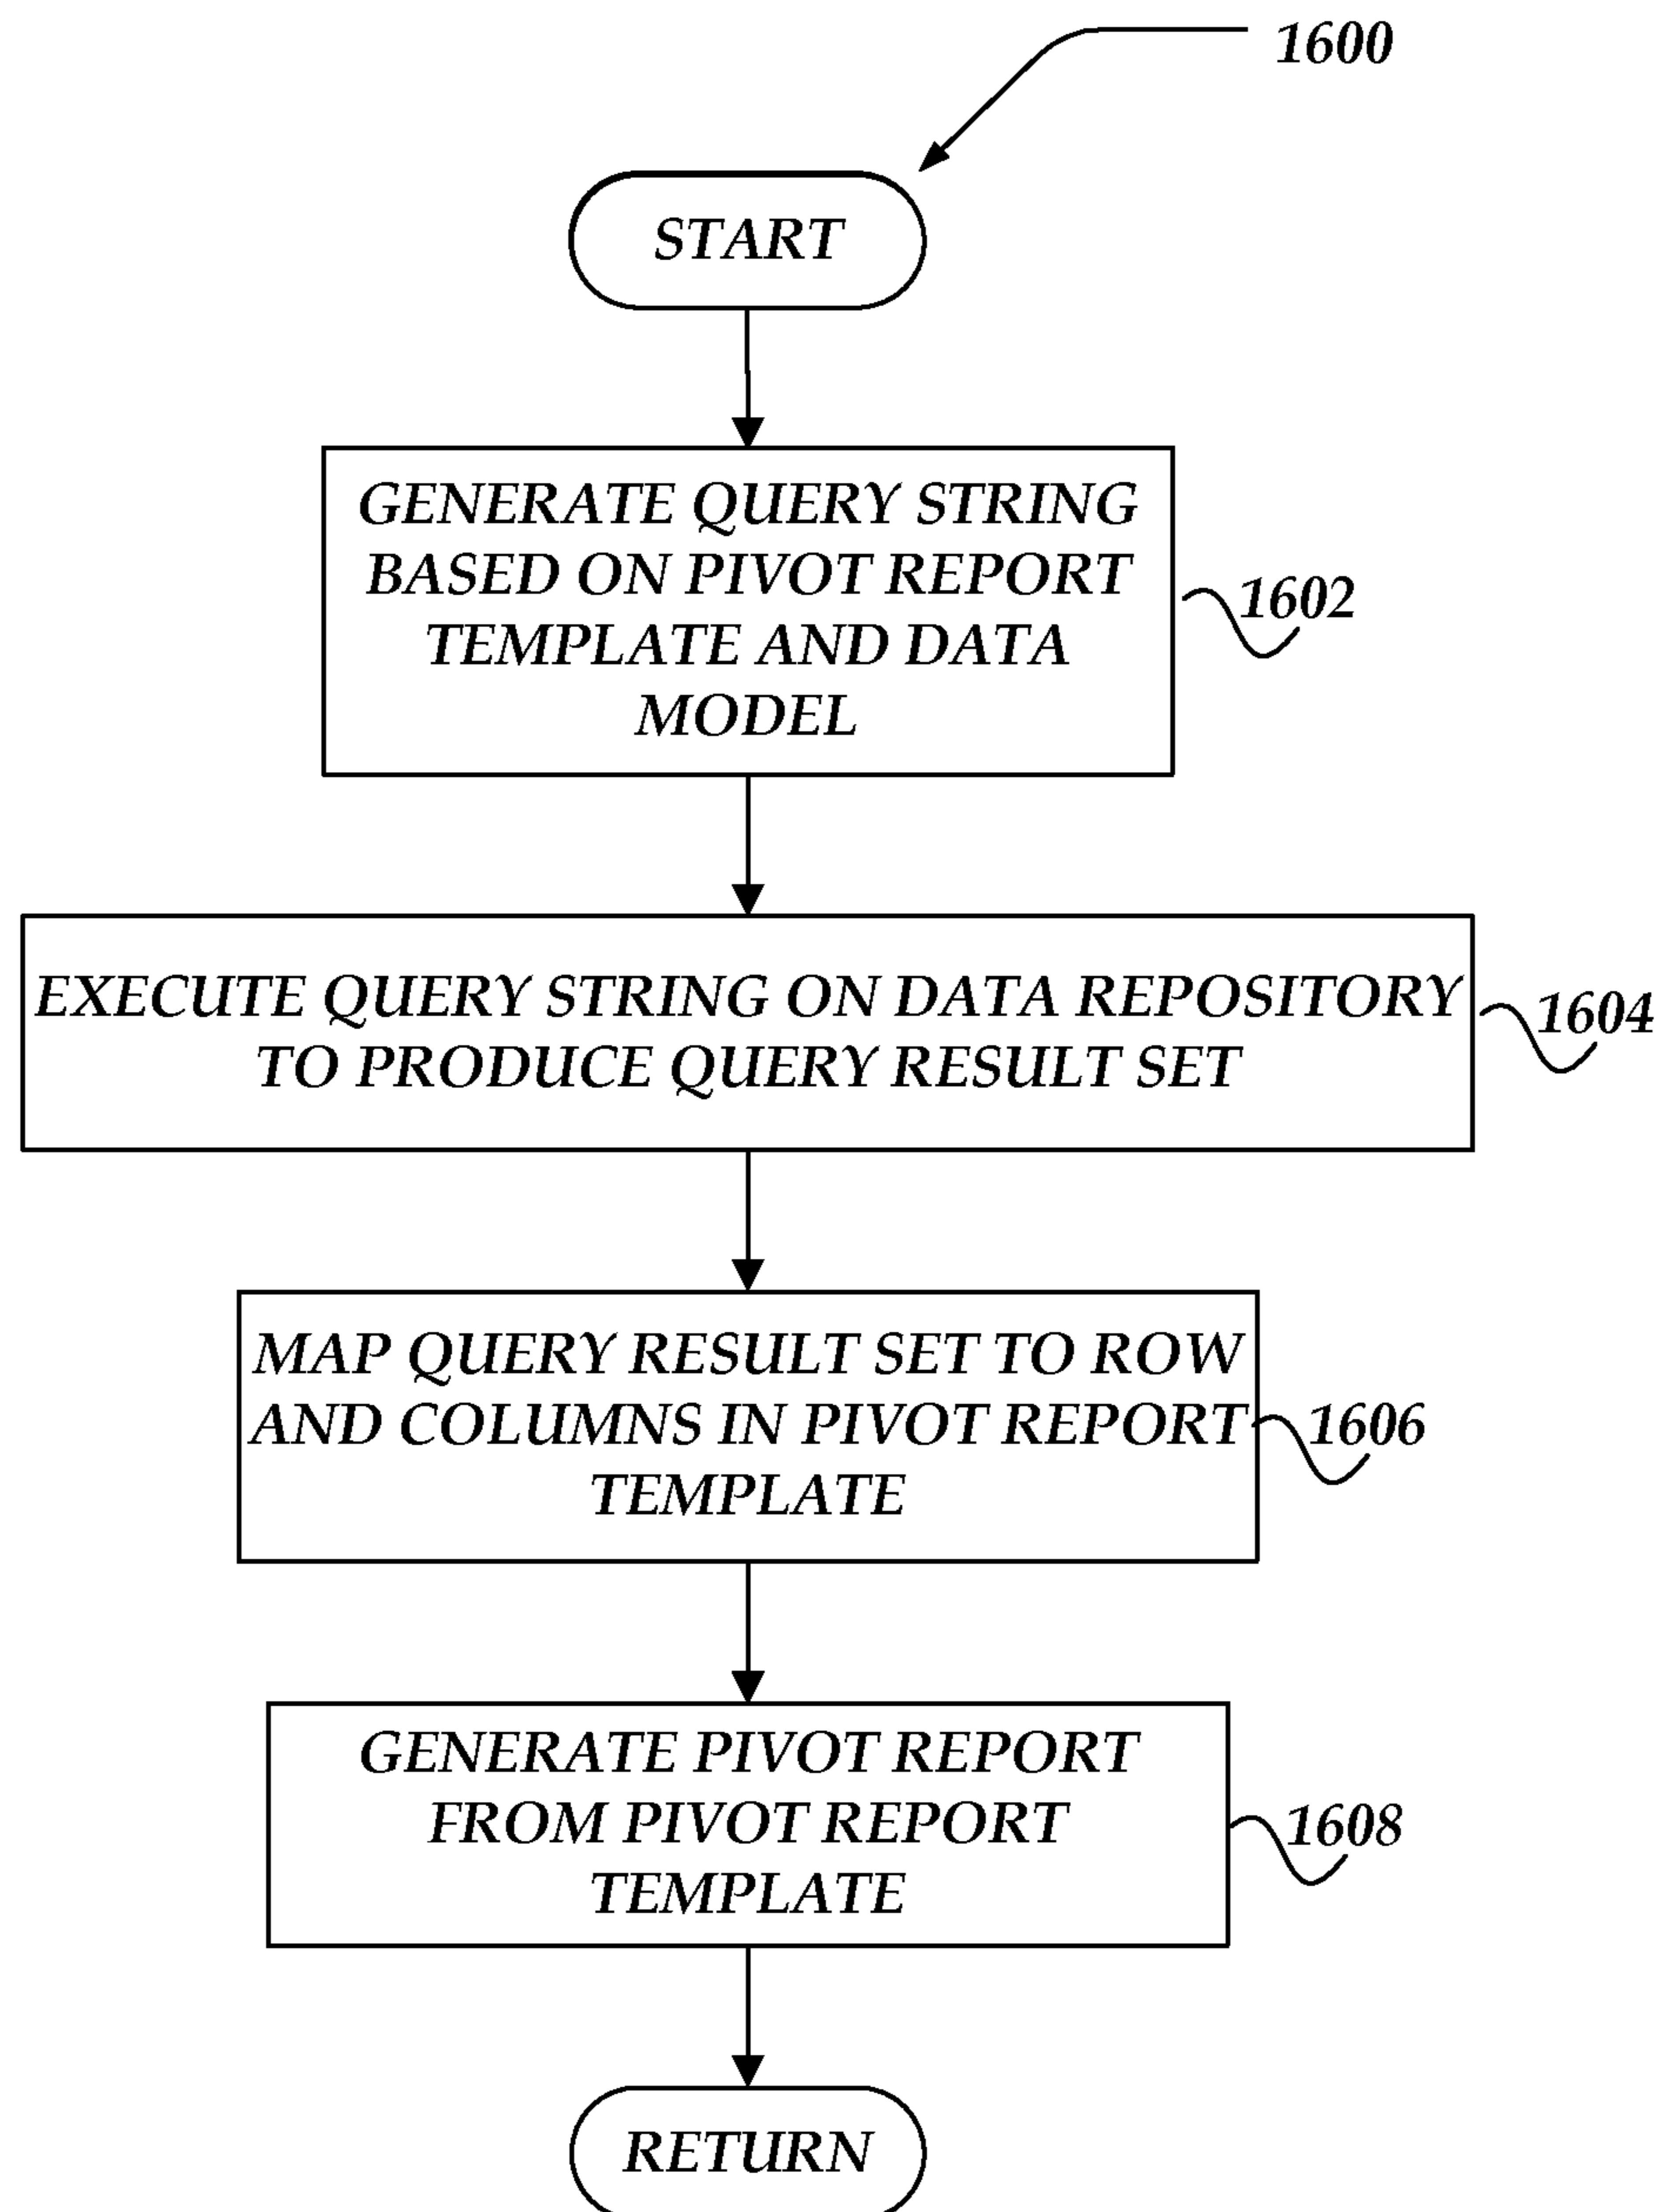 1600
START
GENERATE QUERY STRING
BASED ON PIVOT REPORT
TEMPLATE AND DATA
MODEL
1602
EXECUTE QUERY STRING ON DATA REPOSITORY
TO PRODUCE QUERY RESULT SET
1604
MAP QUERY RESULT SET TO ROW
AND COLUMNS IN PIVOT REPORT
TEMPLATE
1606
GENERATE PIVOT REPORT
FROM PIVOT REPORT
TEMPLATE
1608
RETURN